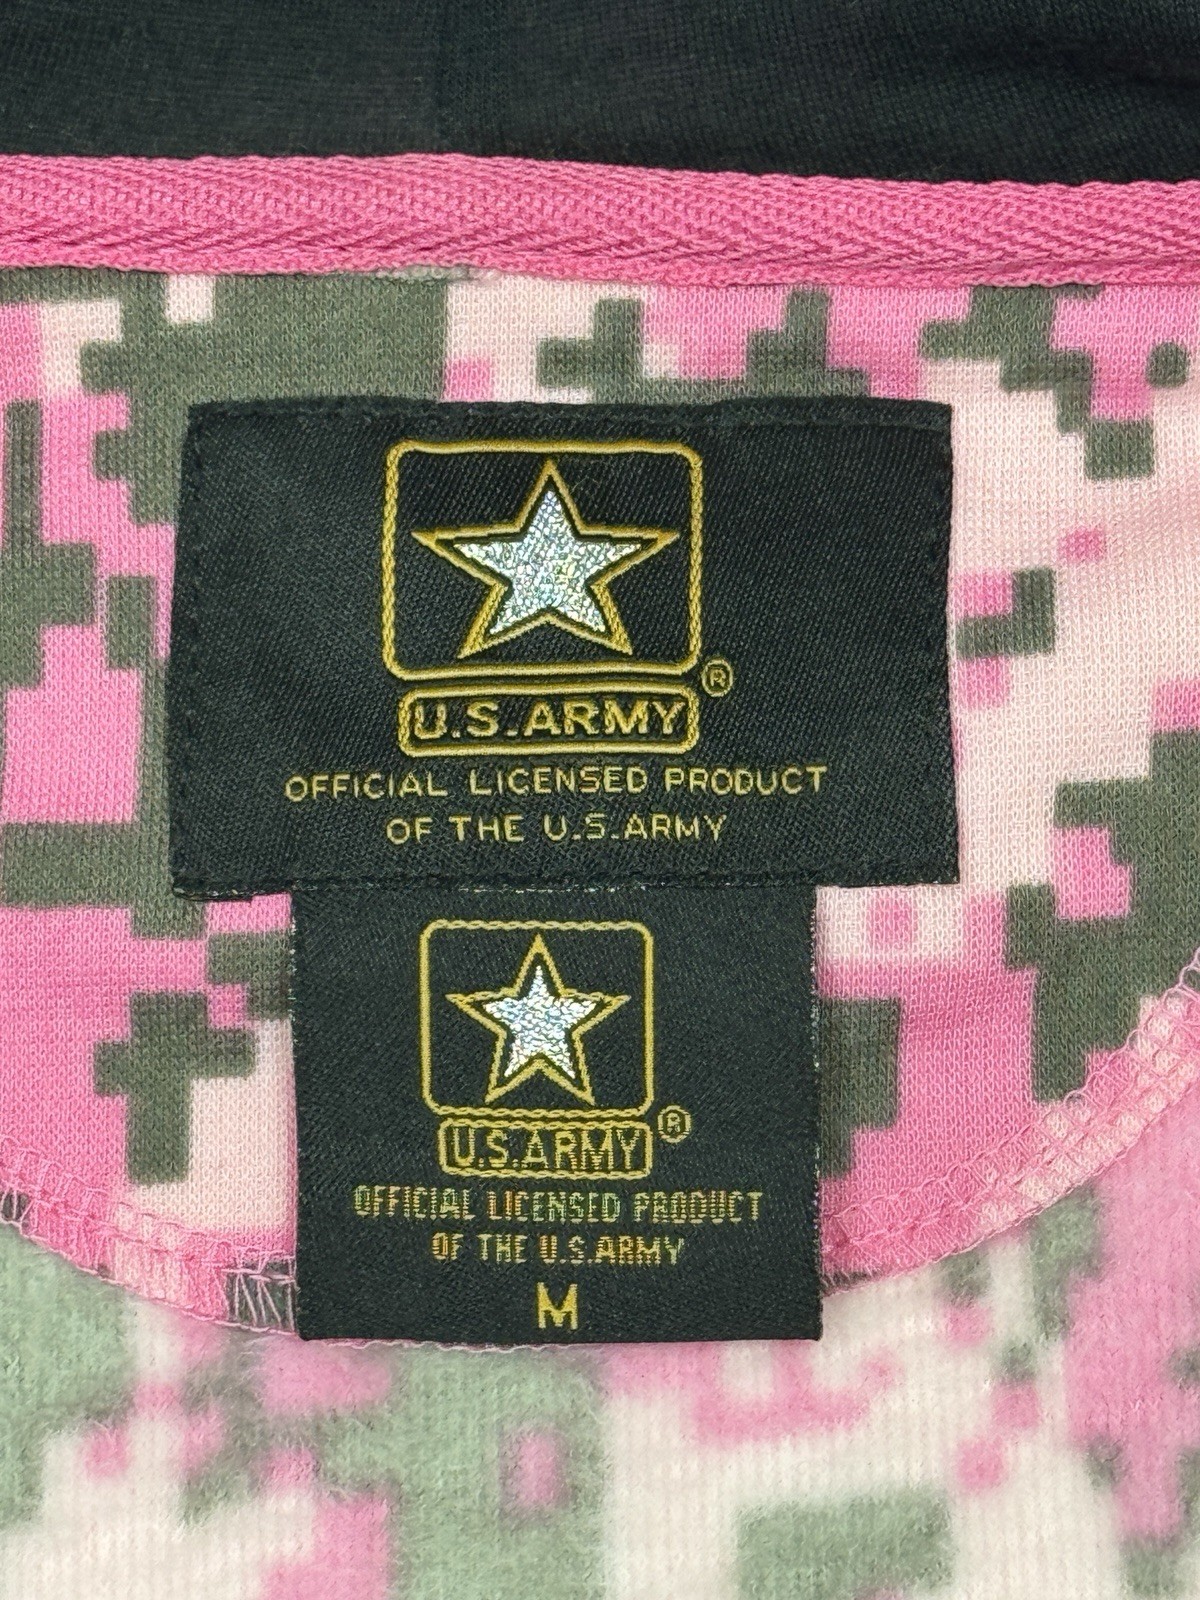 ®
U.S.ARMY
OFFICIAL LICENSED PRODUCT
OF THE U.S.ARMY
®
U.S.ARMY
OFFICIAL LICENSED PRODUCT
OF THE U.S.ARMY
M